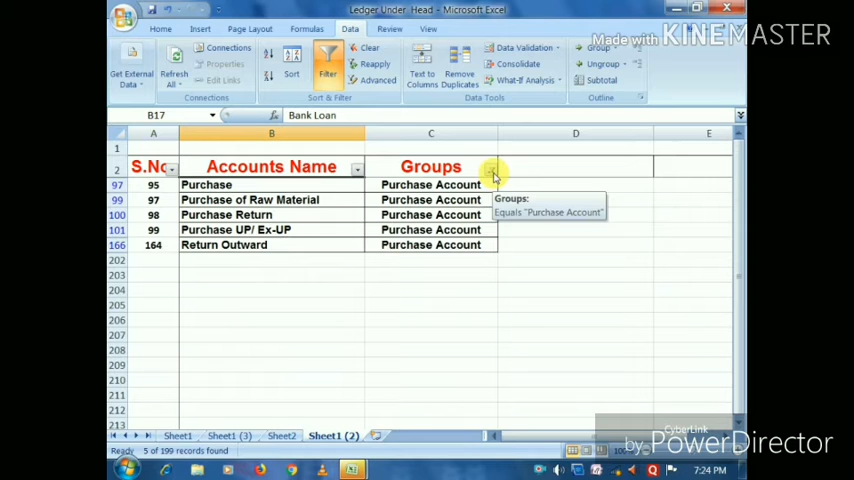 Ledger Under Head - Microsoft Excel
Made with KINEMASTER
Home Insert Page Layout Formulas Data Review View
Get External Data
Refresh All
Connections
Properties
Edit Links
Sort
Filter
Clear
Reapply
Advanced
Text to Columns
Remove Duplicates
Data Validation
Consolidate
What-If Analysis
Group
Ungroup
Subtotal
Connections Sort & Filter Data Tools Outline
B17 fx Bank Loan
A B C D E
1
2 S.No Accounts Name Groups
97 95 Purchase Purchase Account
99 97 Purchase of Raw Material Purchase Account
100 98 Purchase Return Purchase Account
101 99 Purchase UP/ Ex-UP Purchase Account
166 164 Return Outward Purchase Account
Groups:
Equals "Purchase Account"
202
203
204
205
206
207
208
209
210
211
212
213
Sheet1 Sheet1 (3) Sheet2 Sheet1 (2)
Ready 5 of 199 records found
CyberLink
by PowerDirector
7:24 PM